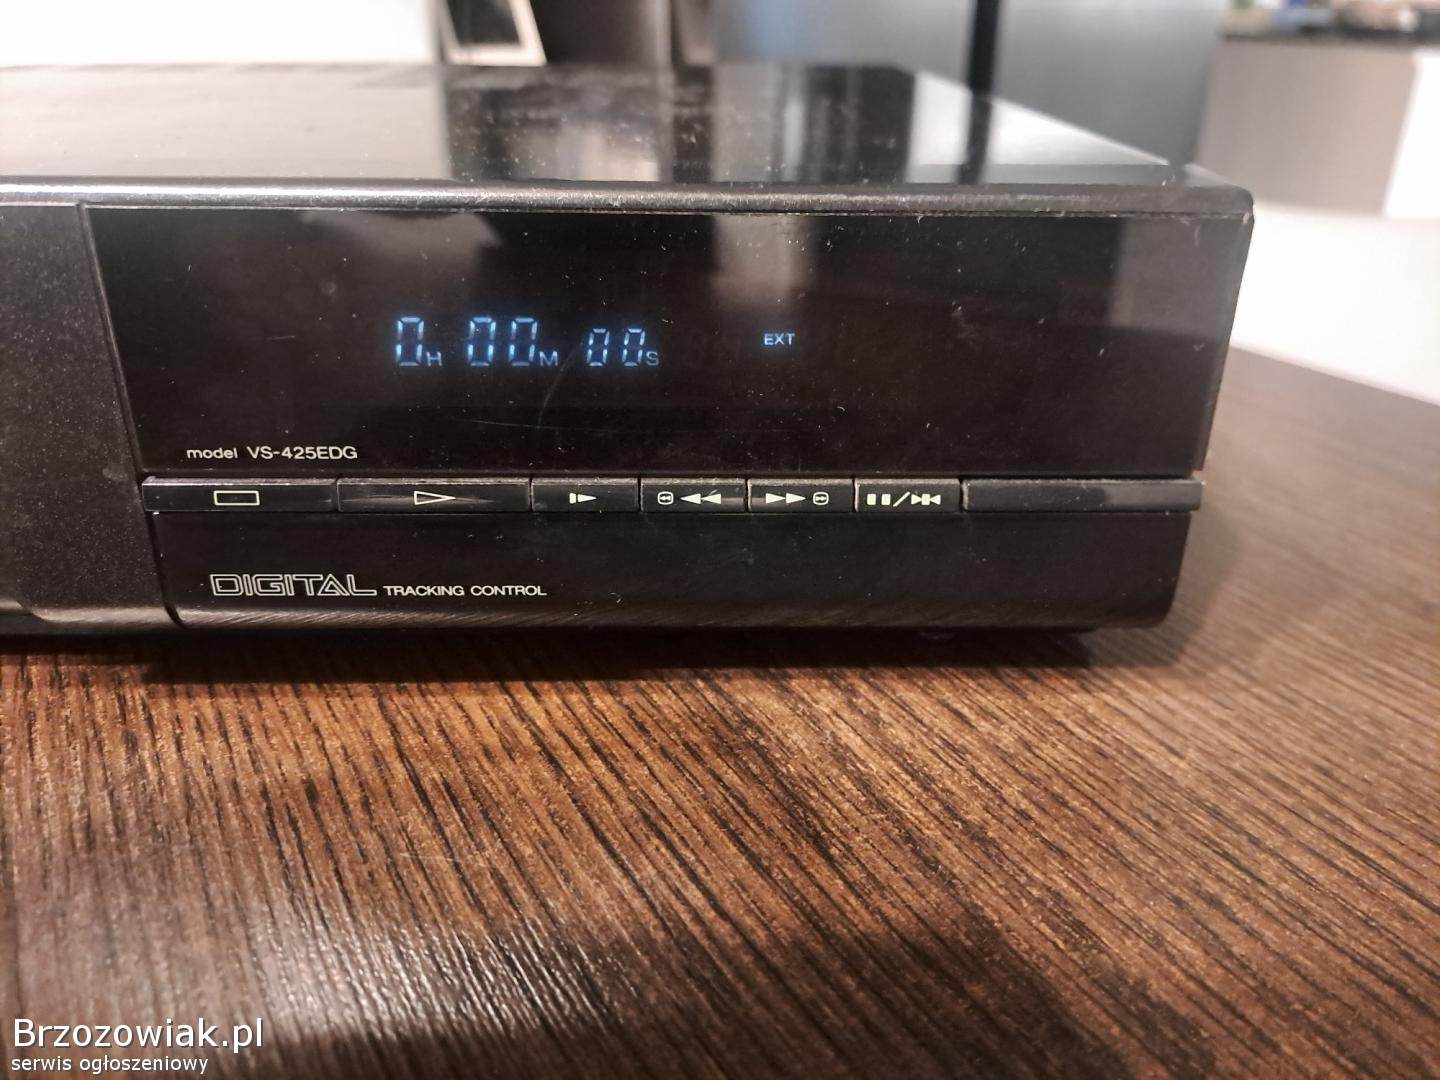 0H 00M 00S EXT
model VS-425EDG
DIGITAL TRACKING CONTROL
Brzozowiak.pl
serwis ogłoszeniowy